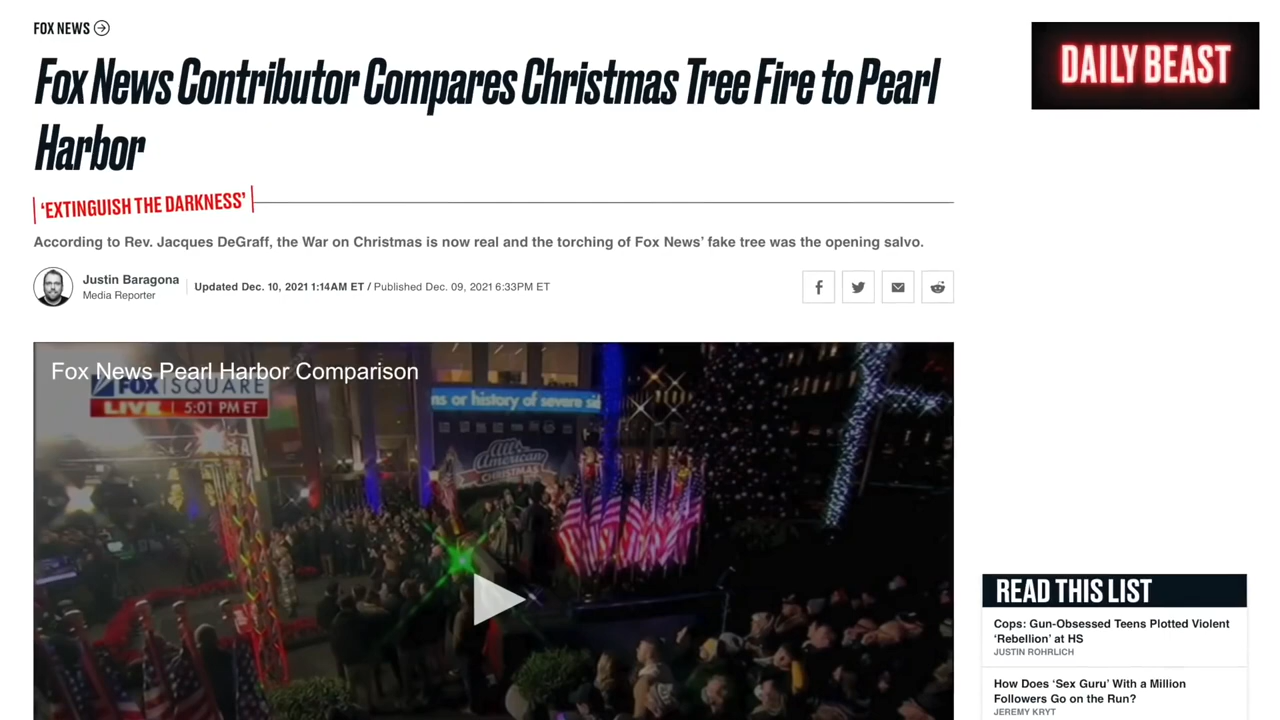 FOX NEWS
Fox News Contributor Compares Christmas Tree Fire to Pearl
Harbor
DAILY BEAST
'EXTINGUISH THE DARKNESS'
According to Rev. Jacques DeGraff, the War on Christmas is now real and the torching of Fox News' fake tree was the opening salvo.
Justin Baragona
Media Reporter
Updated Dec. 10, 2021 1:14AM ET / Published Dec. 09, 2021 6:33PM ET
Fox News Pearl Harbor Comparison
FOX SQUARE
LIVE 5:01 PM ET
ns or history of severe si
All-American
CHRISTMAS
READ THIS LIST
Cops: Gun-Obsessed Teens Plotted Violent
'Rebellion' at HS
JUSTIN ROHRLICH
How Does 'Sex Guru' With a Million
Followers Go on the Run?
JEREMY KRYT